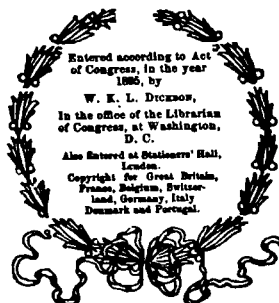 Entered according to Act
of Congress, in the year
1895, by
W. K. L. DICKSON,
In the office of the Librarian
of Congress, at Washington,
D. C.
Also Entered at Stationers' Hall,
London.
Copyright for Great Britain,
France, Belgium, Switzer-
land, Germany, Italy
Denmark and Portugal.